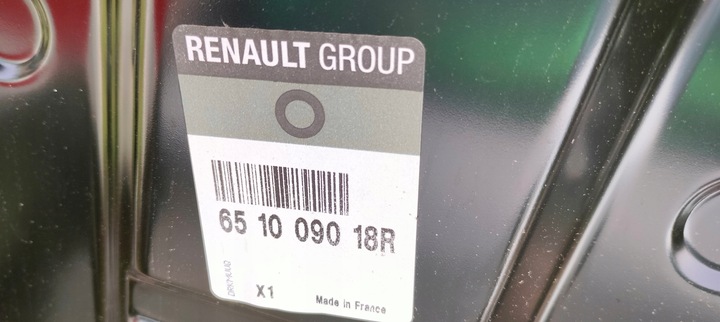 RENAULT GROUP
65 10 090 18R
X1
Made in France